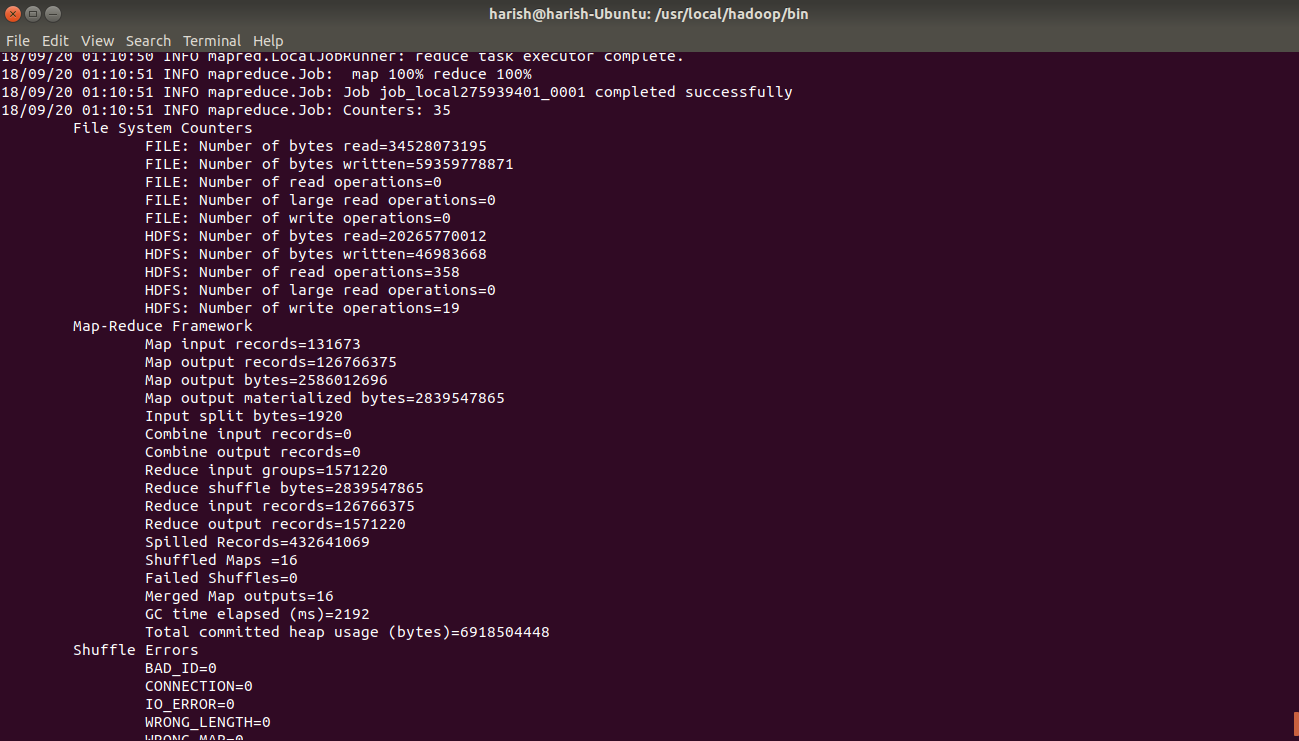 harish@harish-Ubuntu: /usr/local/hadoop/bin
File Edit View Search Terminal Help
18/09/20 01:10:50 INFO mapred.LocalJobRunner: reduce task executor complete.
18/09/20 01:10:51 INFO mapreduce.Job:  map 100% reduce 100%
18/09/20 01:10:51 INFO mapreduce.Job: Job job_local275939401_0001 completed successfully
18/09/20 01:10:51 INFO mapreduce.Job: Counters: 35
File System Counters
FILE: Number of bytes read=34528073195
FILE: Number of bytes written=59359778871
FILE: Number of read operations=0
FILE: Number of large read operations=0
FILE: Number of write operations=0
HDFS: Number of bytes read=20265770012
HDFS: Number of bytes written=46983668
HDFS: Number of read operations=358
HDFS: Number of large read operations=0
HDFS: Number of write operations=19
Map-Reduce Framework
Map input records=131673
Map output records=126766375
Map output bytes=2586012696
Map output materialized bytes=2839547865
Input split bytes=1920
Combine input records=0
Combine output records=0
Reduce input groups=1571220
Reduce shuffle bytes=2839547865
Reduce input records=126766375
Reduce output records=1571220
Spilled Records=432641069
Shuffled Maps =16
Failed Shuffles=0
Merged Map outputs=16
GC time elapsed (ms)=2192
Total committed heap usage (bytes)=6918504448
Shuffle Errors
BAD_ID=0
CONNECTION=0
IO_ERROR=0
WRONG_LENGTH=0
WRONG_MAP=0